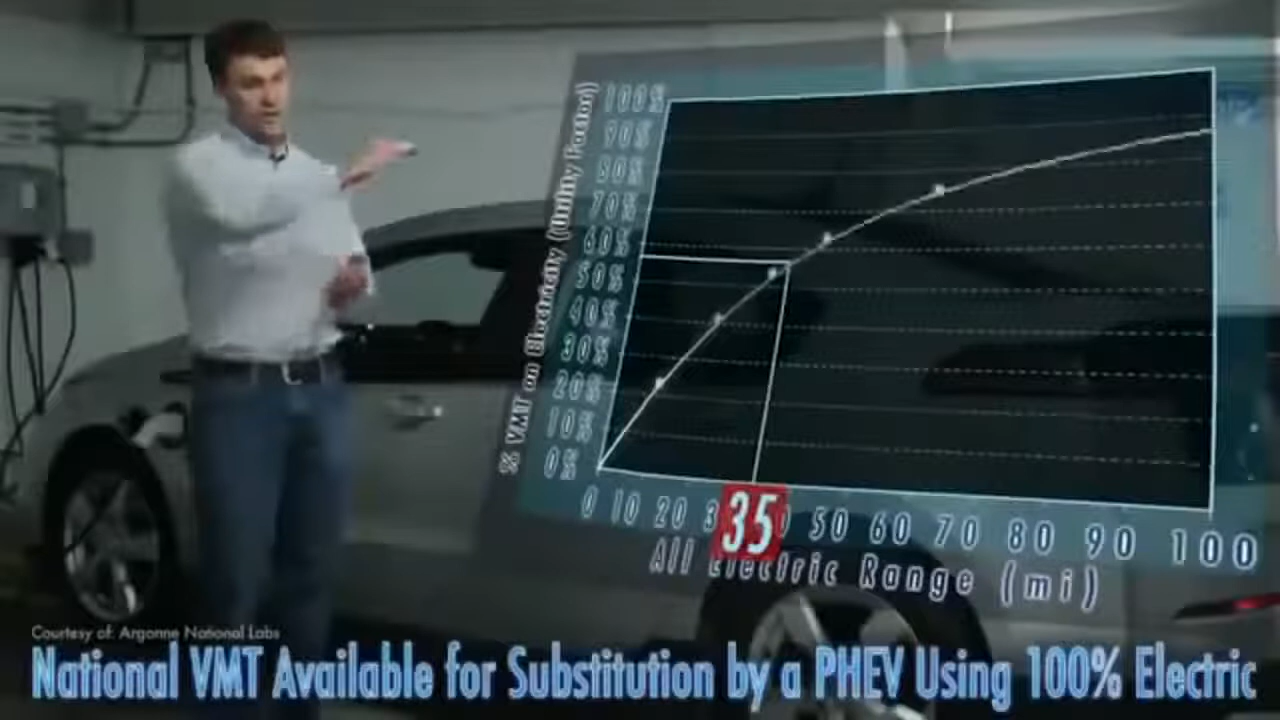 100%
90%
80%
70%
60%
50%
40%
30%
20%
10%
0%
% VMT on Electricity (Utility Factor)
0 10 20 3 35 0 50 60 70 80 90 100
All Electric Range (mi)
Courtesy of: Argonne National Labs
National VMT Available for Substitution by a PHEV Using 100% Electric